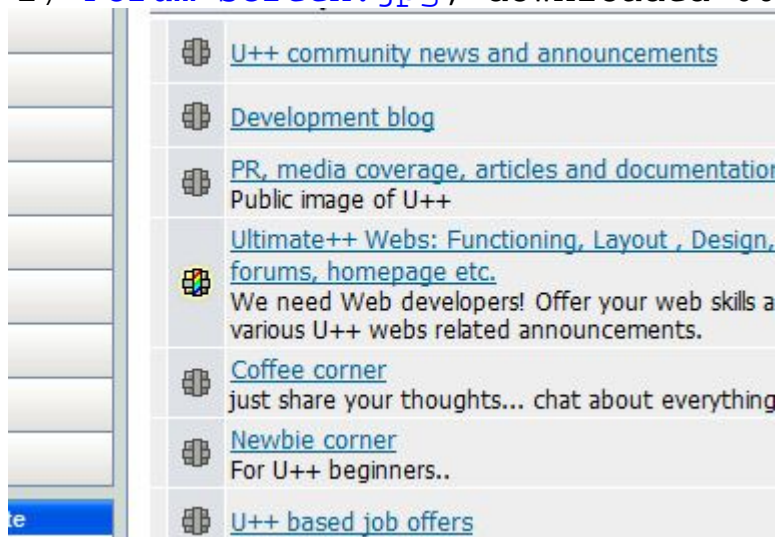 U++ community news and announcements
Development blog
PR, media coverage, articles and documentation
Public image of U++
Ultimate++ Webs: Functioning, Layout , Design,
forums, homepage etc.
We need Web developers! Offer your web skills a
various U++ webs related announcements.
Coffee corner
just share your thoughts... chat about everything
Newbie corner
For U++ beginners..
te
U++ based job offers